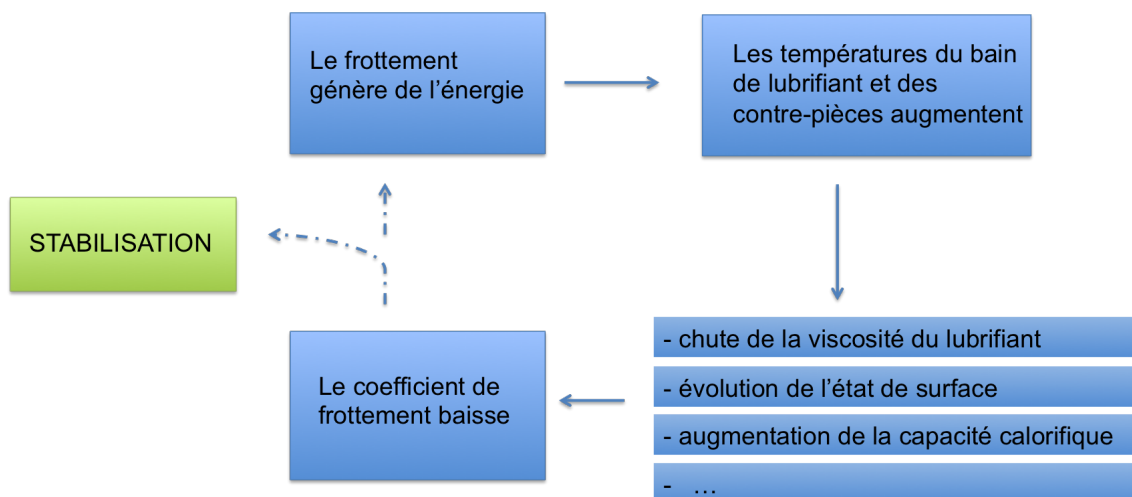 Le frottement
génère de l’énergie
Les températures du bain
de lubrifiant et des
contre-pièces augmentent
STABILISATION
- chute de la viscosité du lubrifiant
- évolution de l’état de surface
- augmentation de la capacité calorifique
- …
Le coefficient de
frottement baisse